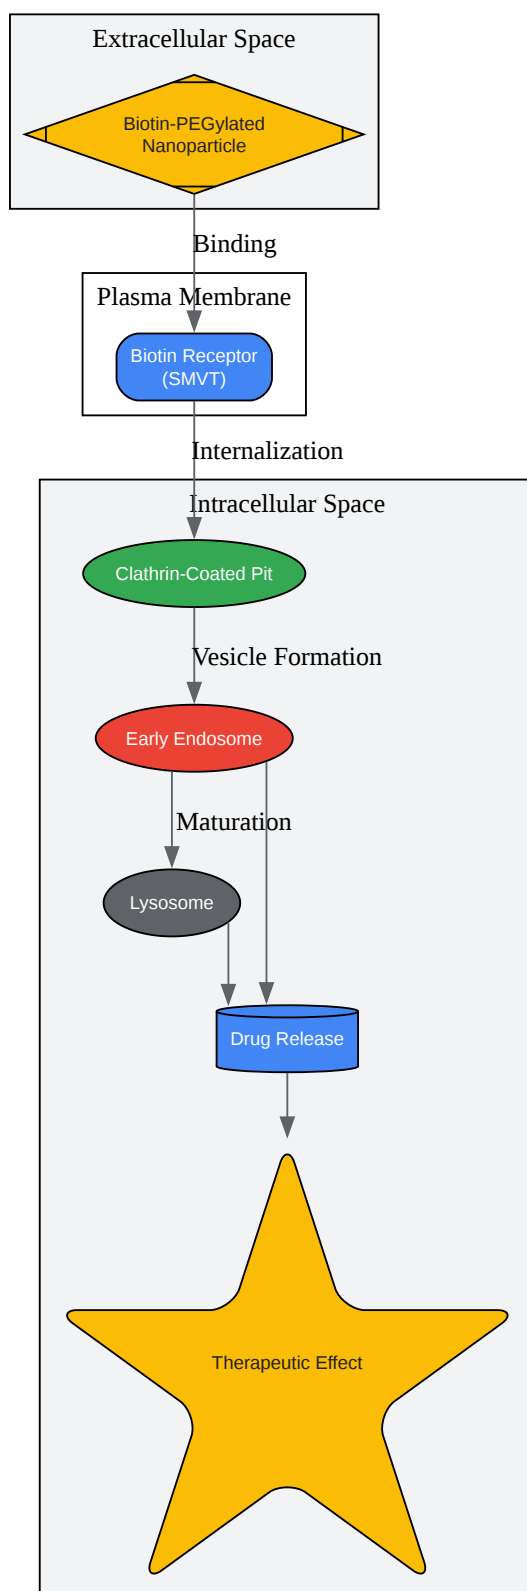 Extracellular Space
Biotin-PEGylated
Nanoparticle
Binding
Plasma Membrane
Biotin Receptor
(SMVT)
Internalization
Intracellular Space
Clathrin-Coated Pit
Vesicle Formation
Early Endosome
Maturation
Lysosome
Drug Release
Therapeutic Effect